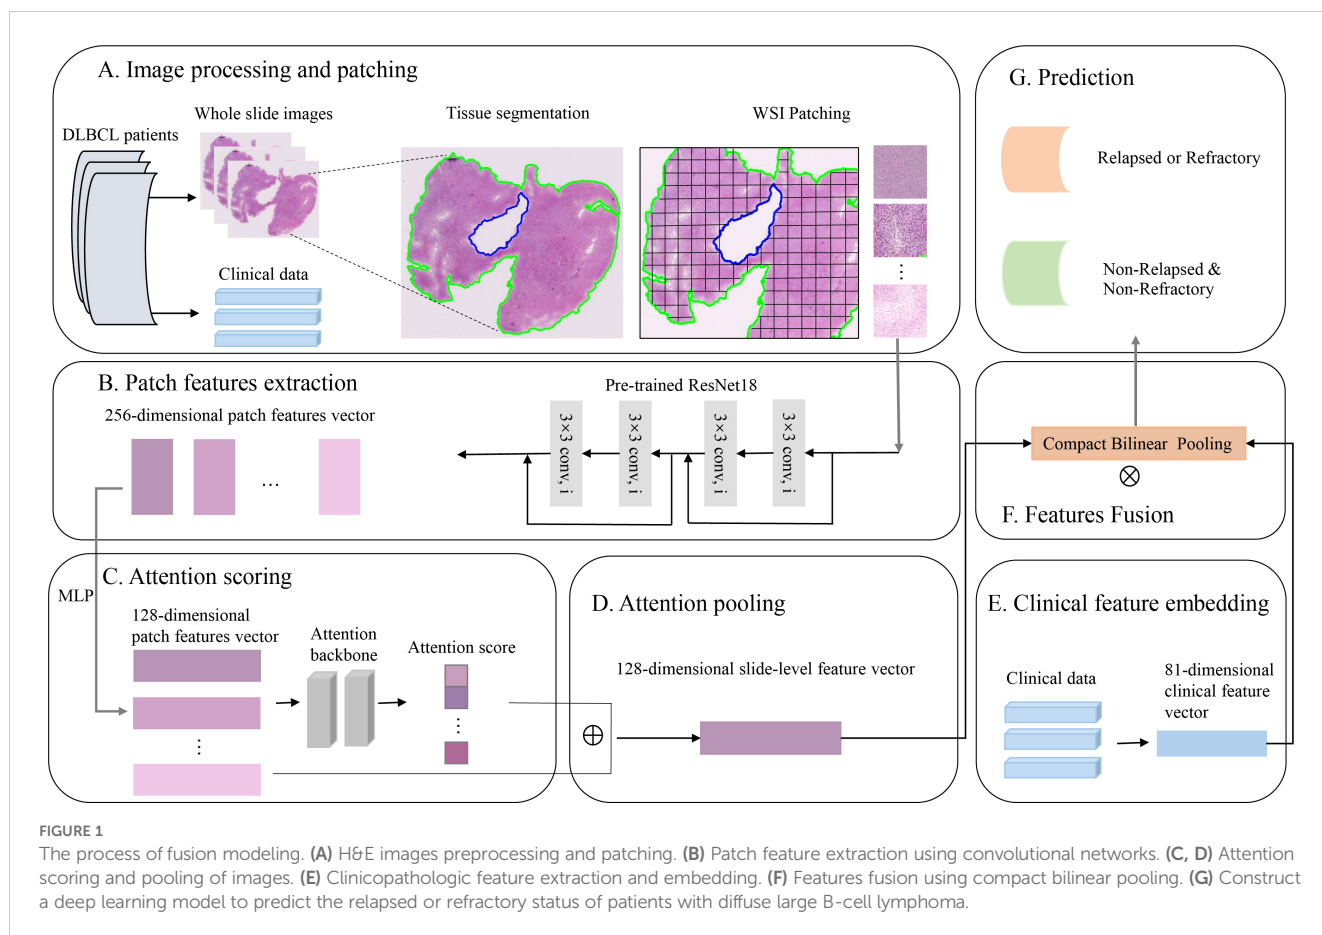 A. Image processing and patching
DLBCL patients
Whole slide images
Clinical data
Tissue segmentation
WSI Patching
⋮
G. Prediction
Relapsed or Refractory
Non-Relapsed &
Non-Refractory
B. Patch features extraction
256-dimensional patch features vector
...
Pre-trained ResNet18
3×3 conv, i
3×3 conv, i
3×3 conv, i
3×3 conv, i
Compact Bilinear Pooling
⊗
F. Features Fusion
MLP
C. Attention scoring
128-dimensional
patch features vector
⋮
Attention
backbone
Attention score
⋮
D. Attention pooling
128-dimensional slide-level feature vector
⊕
E. Clinical feature embedding
Clinical data
81-dimensional
clinical feature
vector
FIGURE 1
The process of fusion modeling. (A) H&E images preprocessing and patching. (B) Patch feature extraction using convolutional networks. (C, D) Attention
scoring and pooling of images. (E) Clinicopathologic feature extraction and embedding. (F) Features fusion using compact bilinear pooling. (G) Construct
a deep learning model to predict the relapsed or refractory status of patients with diffuse large B-cell lymphoma.